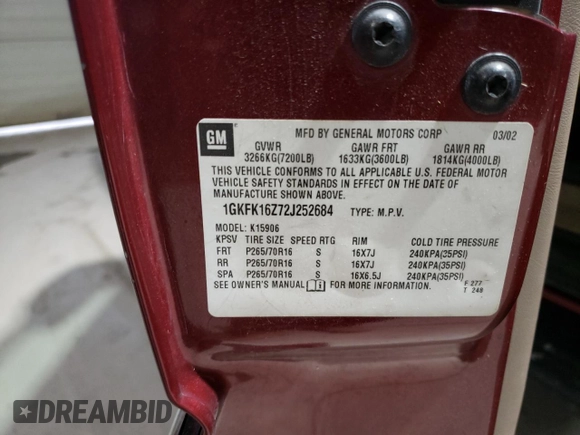 GM
MFD BY GENERAL MOTORS CORP 03/02
GVWR GAWR FRT GAWR RR
3266KG(7200LB) 1633KG(3600LB) 1814KG(4000LB)
THIS VEHICLE CONFORMS TO ALL APPLICABLE U.S. FEDERAL MOTOR
VEHICLE SAFETY STANDARDS IN EFFECT ON THE DATE OF
MANUFACTURE SHOWN ABOVE.
1GKFK16Z72J252684 TYPE: M.P.V.
MODEL: K15906
KPSV TIRE SIZE SPEED RTG RIM COLD TIRE PRESSURE
FRT P265/70R16 S 16X7J 240KPA(35PSI)
RR P265/70R16 S 16X7J 240KPA(35PSI)
SPA P265/70R16 S 16X6.5J 240KPA(35PSI)
SEE OWNER'S MANUAL FOR MORE INFORMATION.
F 277
T 248
DREAMBID